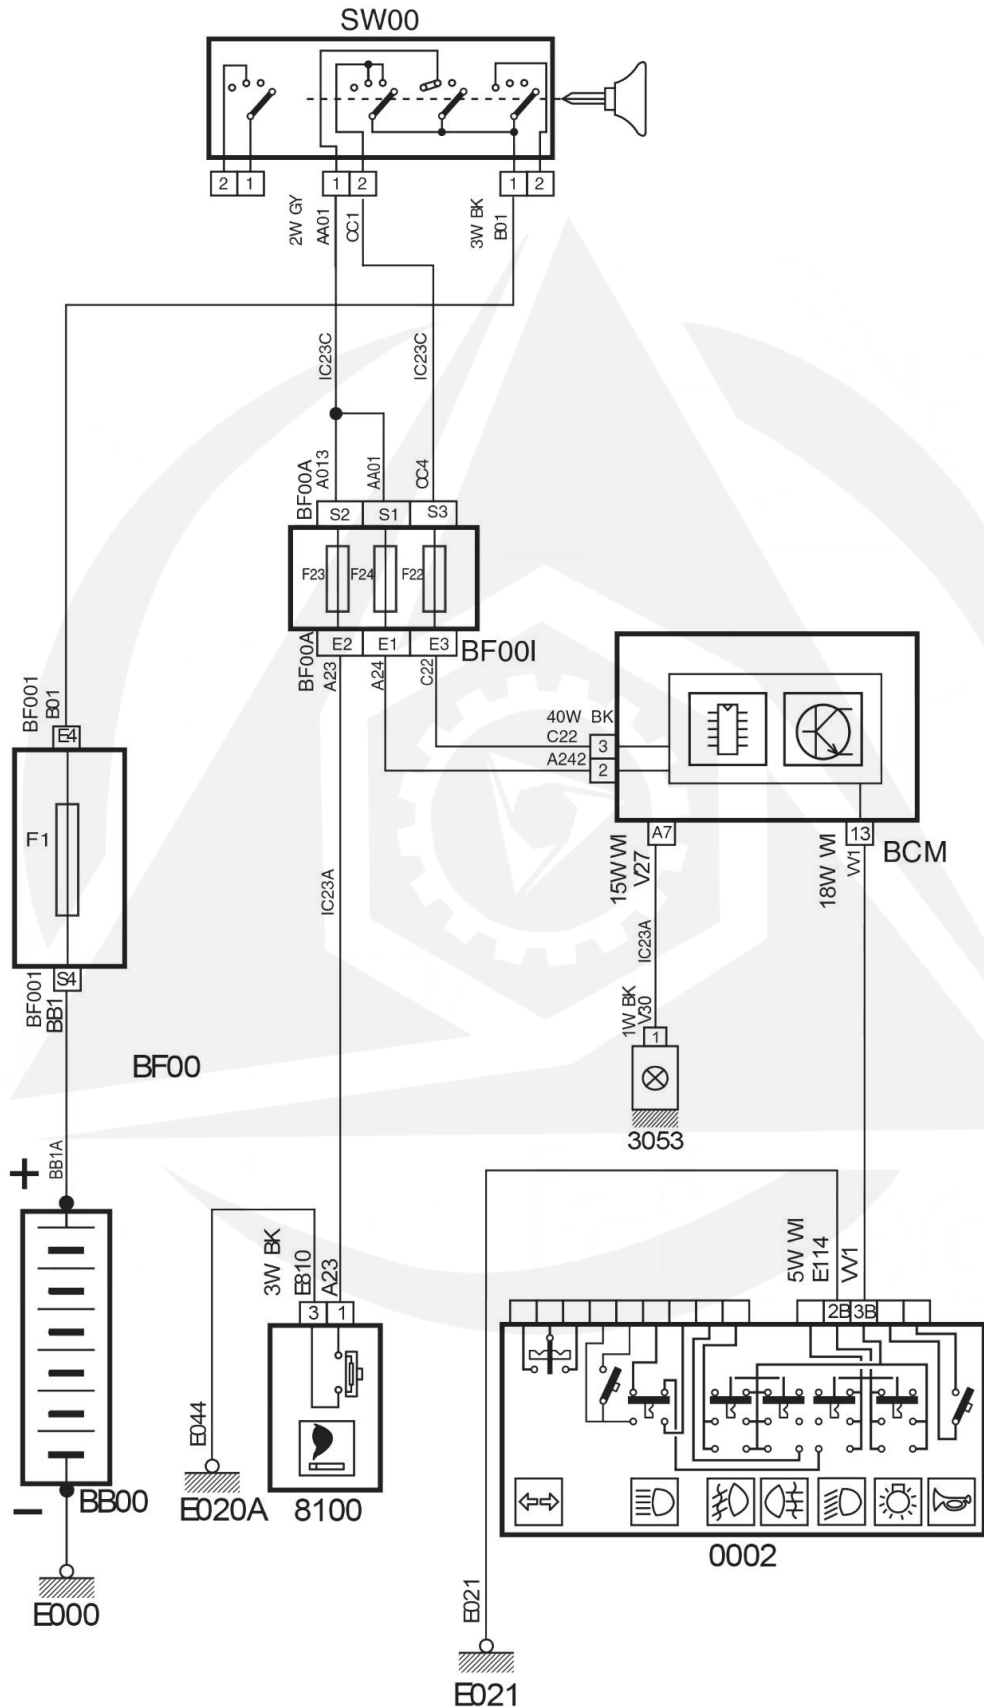 SW00
2 1
1 2
1 2
2W GY
AA01
CC1
3W BK
B01
IC23C
IC23C
BF00A
A013
AA01
CC4
S2 S1 S3
F23 F24 F22
E2 E1 E3
BF00I
BF00A
A23
A24
C22
40W BK
C22
3
A242
2
A7
13
BCM
15W WI
V27
18W WI
VV1
BF001
B01
E4
F1
S4
BF001
BB1
IC23A
IC23A
1W BK
V30
1
3053
BF00
BB1A
+
3W BK
E810
A23
5W WI
E114
VV1
3 1
2B 3B
E044
E020A
8100
BB00
−
E000
0002
E021
E021